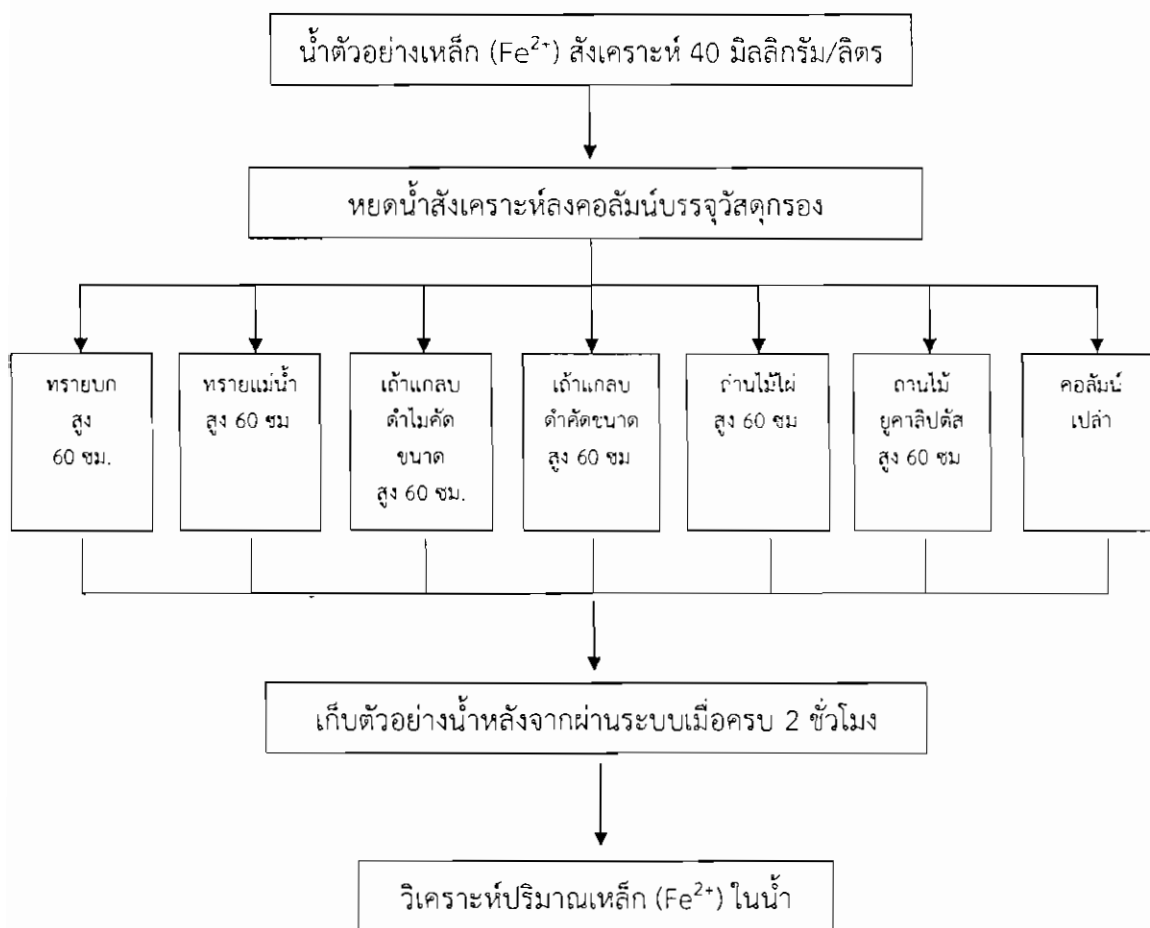 น้ำตัวอย่างเหล็ก (Fe²⁺) สังเคราะห์ 40 มิลลิกรัม/ลิตร
หยดน้ำสังเคราะห์ลงคอลัมน์บรรจุวัสดุกรอง
ทรายบก
สูง
60 ซม.
ทรายแม่น้ำ
สูง 60 ซม
เถ้าแกลบ
ดำไมคัด
ขนาด
สูง 60 ซม.
เถ้าแกลบ
ดำคัดขนาด
สูง 60 ซม
ถ่านไม้ไผ่
สูง 60 ซม
ถานไม้
ยูคาลิปตัส
สูง 60 ซม
คอลัมน์
เปล่า
เก็บตัวอย่างน้ำหลังจากผ่านระบบเมื่อครบ 2 ชั่วโมง
วิเคราะห์ปริมาณเหล็ก (Fe²⁺) ในน้ำ